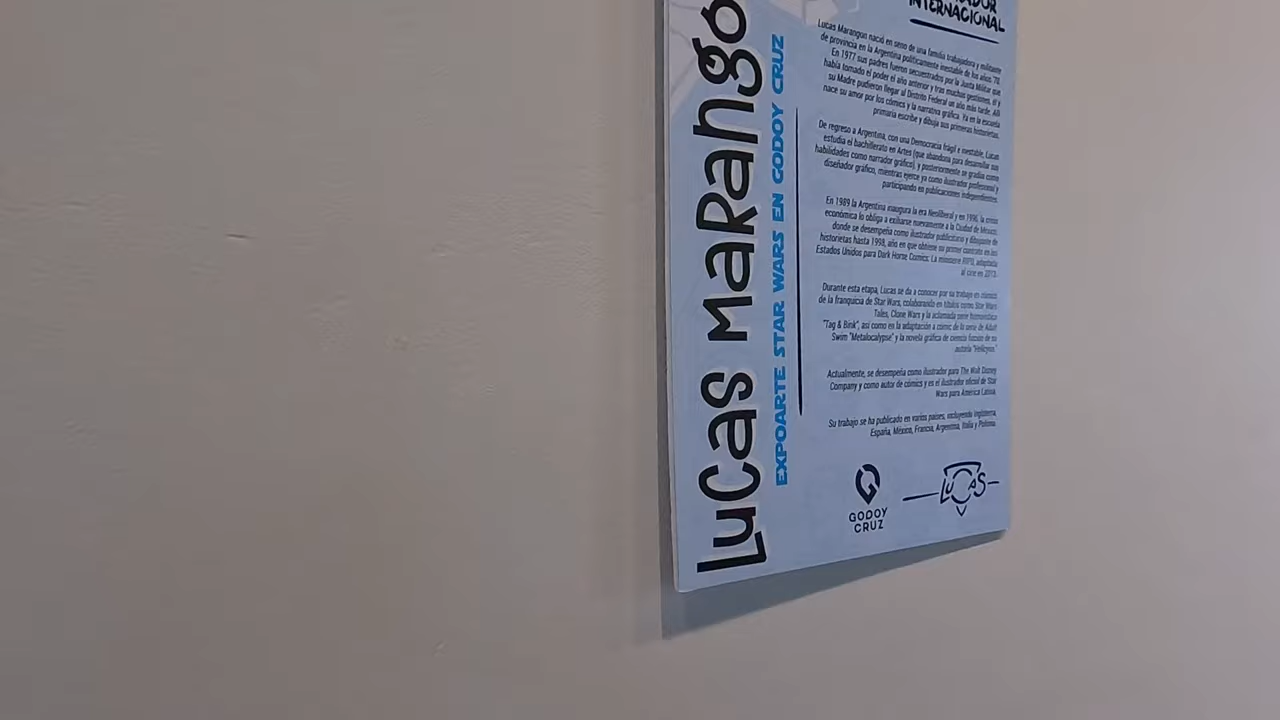 Lucas Marango
EXPOARTE STAR WARS EN GODOY CRUZ
INTERNACIONAL
Lucas Marangon nació en seno de una familia trabajadora y militante
de provincia en la Argentina políticamente inestable de los años '70.
En 1977 sus padres fueron secuestrados por la Junta Militar que
había tomado el poder el año anterior y tras muchas gestiones, él y
su Madre pudieron llegar al Distrito Federal un año más tarde. Allí
nace su amor por los cómics y la narrativa gráfica. Ya en la escuela
primaria escribe y dibuja sus primeras historietas.
De regreso a Argentina, con una Democracia frágil e inestable, Lucas
estudia el bachillerato en Artes (que abandona para desarrollar sus
habilidades como narrador gráfico), y posteriormente se gradúa como
diseñador gráfico, mientras ejerce ya como ilustrador profesional y
participando en publicaciones independientes.
En 1989 la Argentina inaugura la era Neoliberal y en 1996, la crisis
económica lo obliga a exiliarse nuevamente a la Ciudad de México,
donde se desempeña como ilustrador publicitario y dibujante de
historietas hasta 1998, año en que obtiene su primer contrato en los
Estados Unidos para Dark Horse Comics: La miniserie RIPD, adaptada
al cine en 2013.
Durante esta etapa, Lucas se da a conocer por su trabajo en cómics
de la franquicia de Star Wars, colaborando en títulos como Star Wars
Tales, Clone Wars y la aclamada serie humorística
"Tag & Bink", así como en la adaptación a cómic de la serie de Adult
Swim "Metalocalypse" y la novela gráfica de ciencia ficción de su
autoría
Actualmente, se desempeña como ilustrador para The Walt Disney
Company y como autor de cómics y es el ilustrador oficial de Star
Wars para América Latina.
Su trabajo se ha publicado en varios países, incluyendo Inglaterra,
España, México, Francia, Argentina, Italia y Polonia.
GODOY
CRUZ
LUCAS